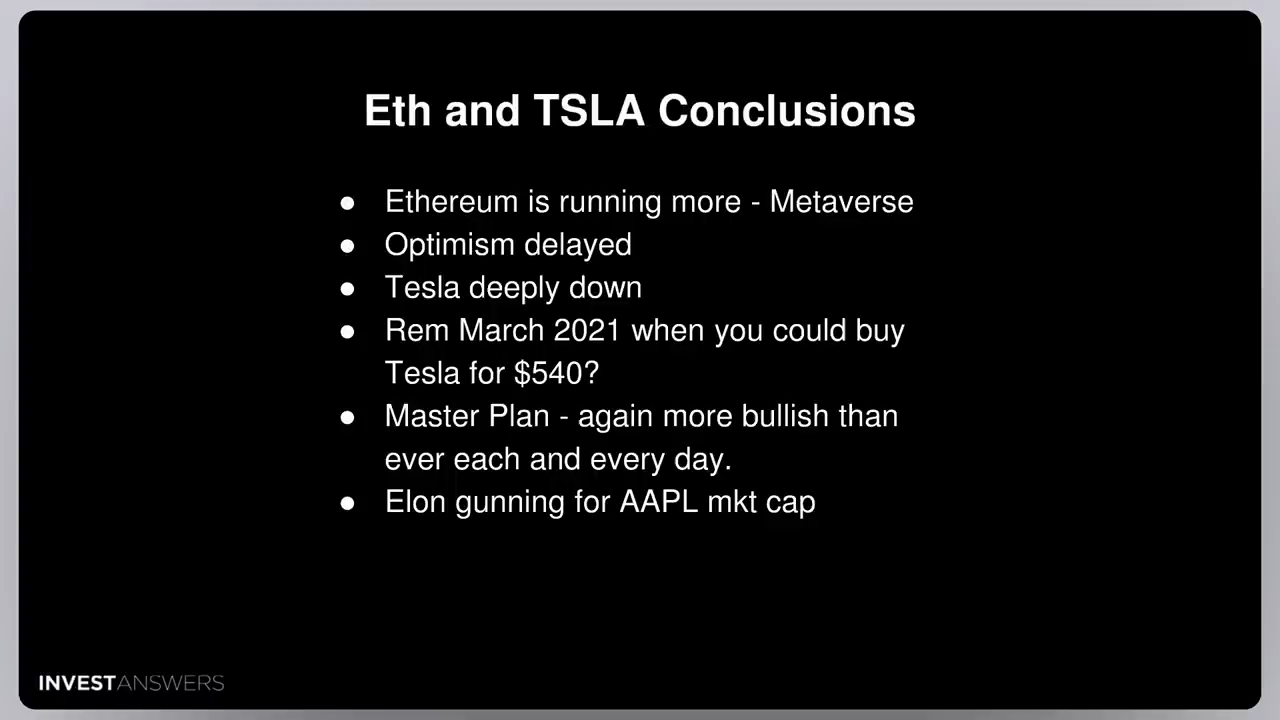 Eth and TSLA Conclusions
● Ethereum is running more - Metaverse
● Optimism delayed
● Tesla deeply down
● Rem March 2021 when you could buy
Tesla for $540?
● Master Plan - again more bullish than
ever each and every day.
● Elon gunning for AAPL mkt cap
INVESTANSWERS